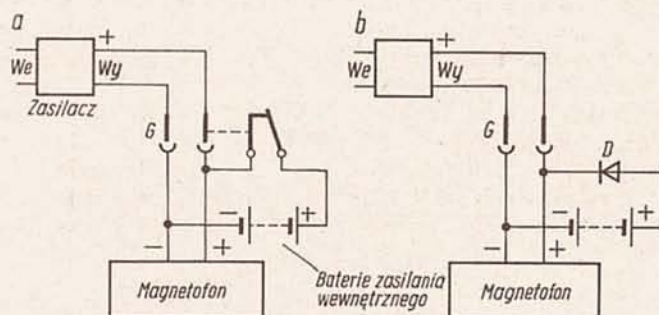 a
We
+
Wy
Zasilacz
G
−
+
−
+
Magnetofon
Baterie zasilania
wewnętrznego
b
We
+
Wy
G
D
−
+
−
+
Magnetofon